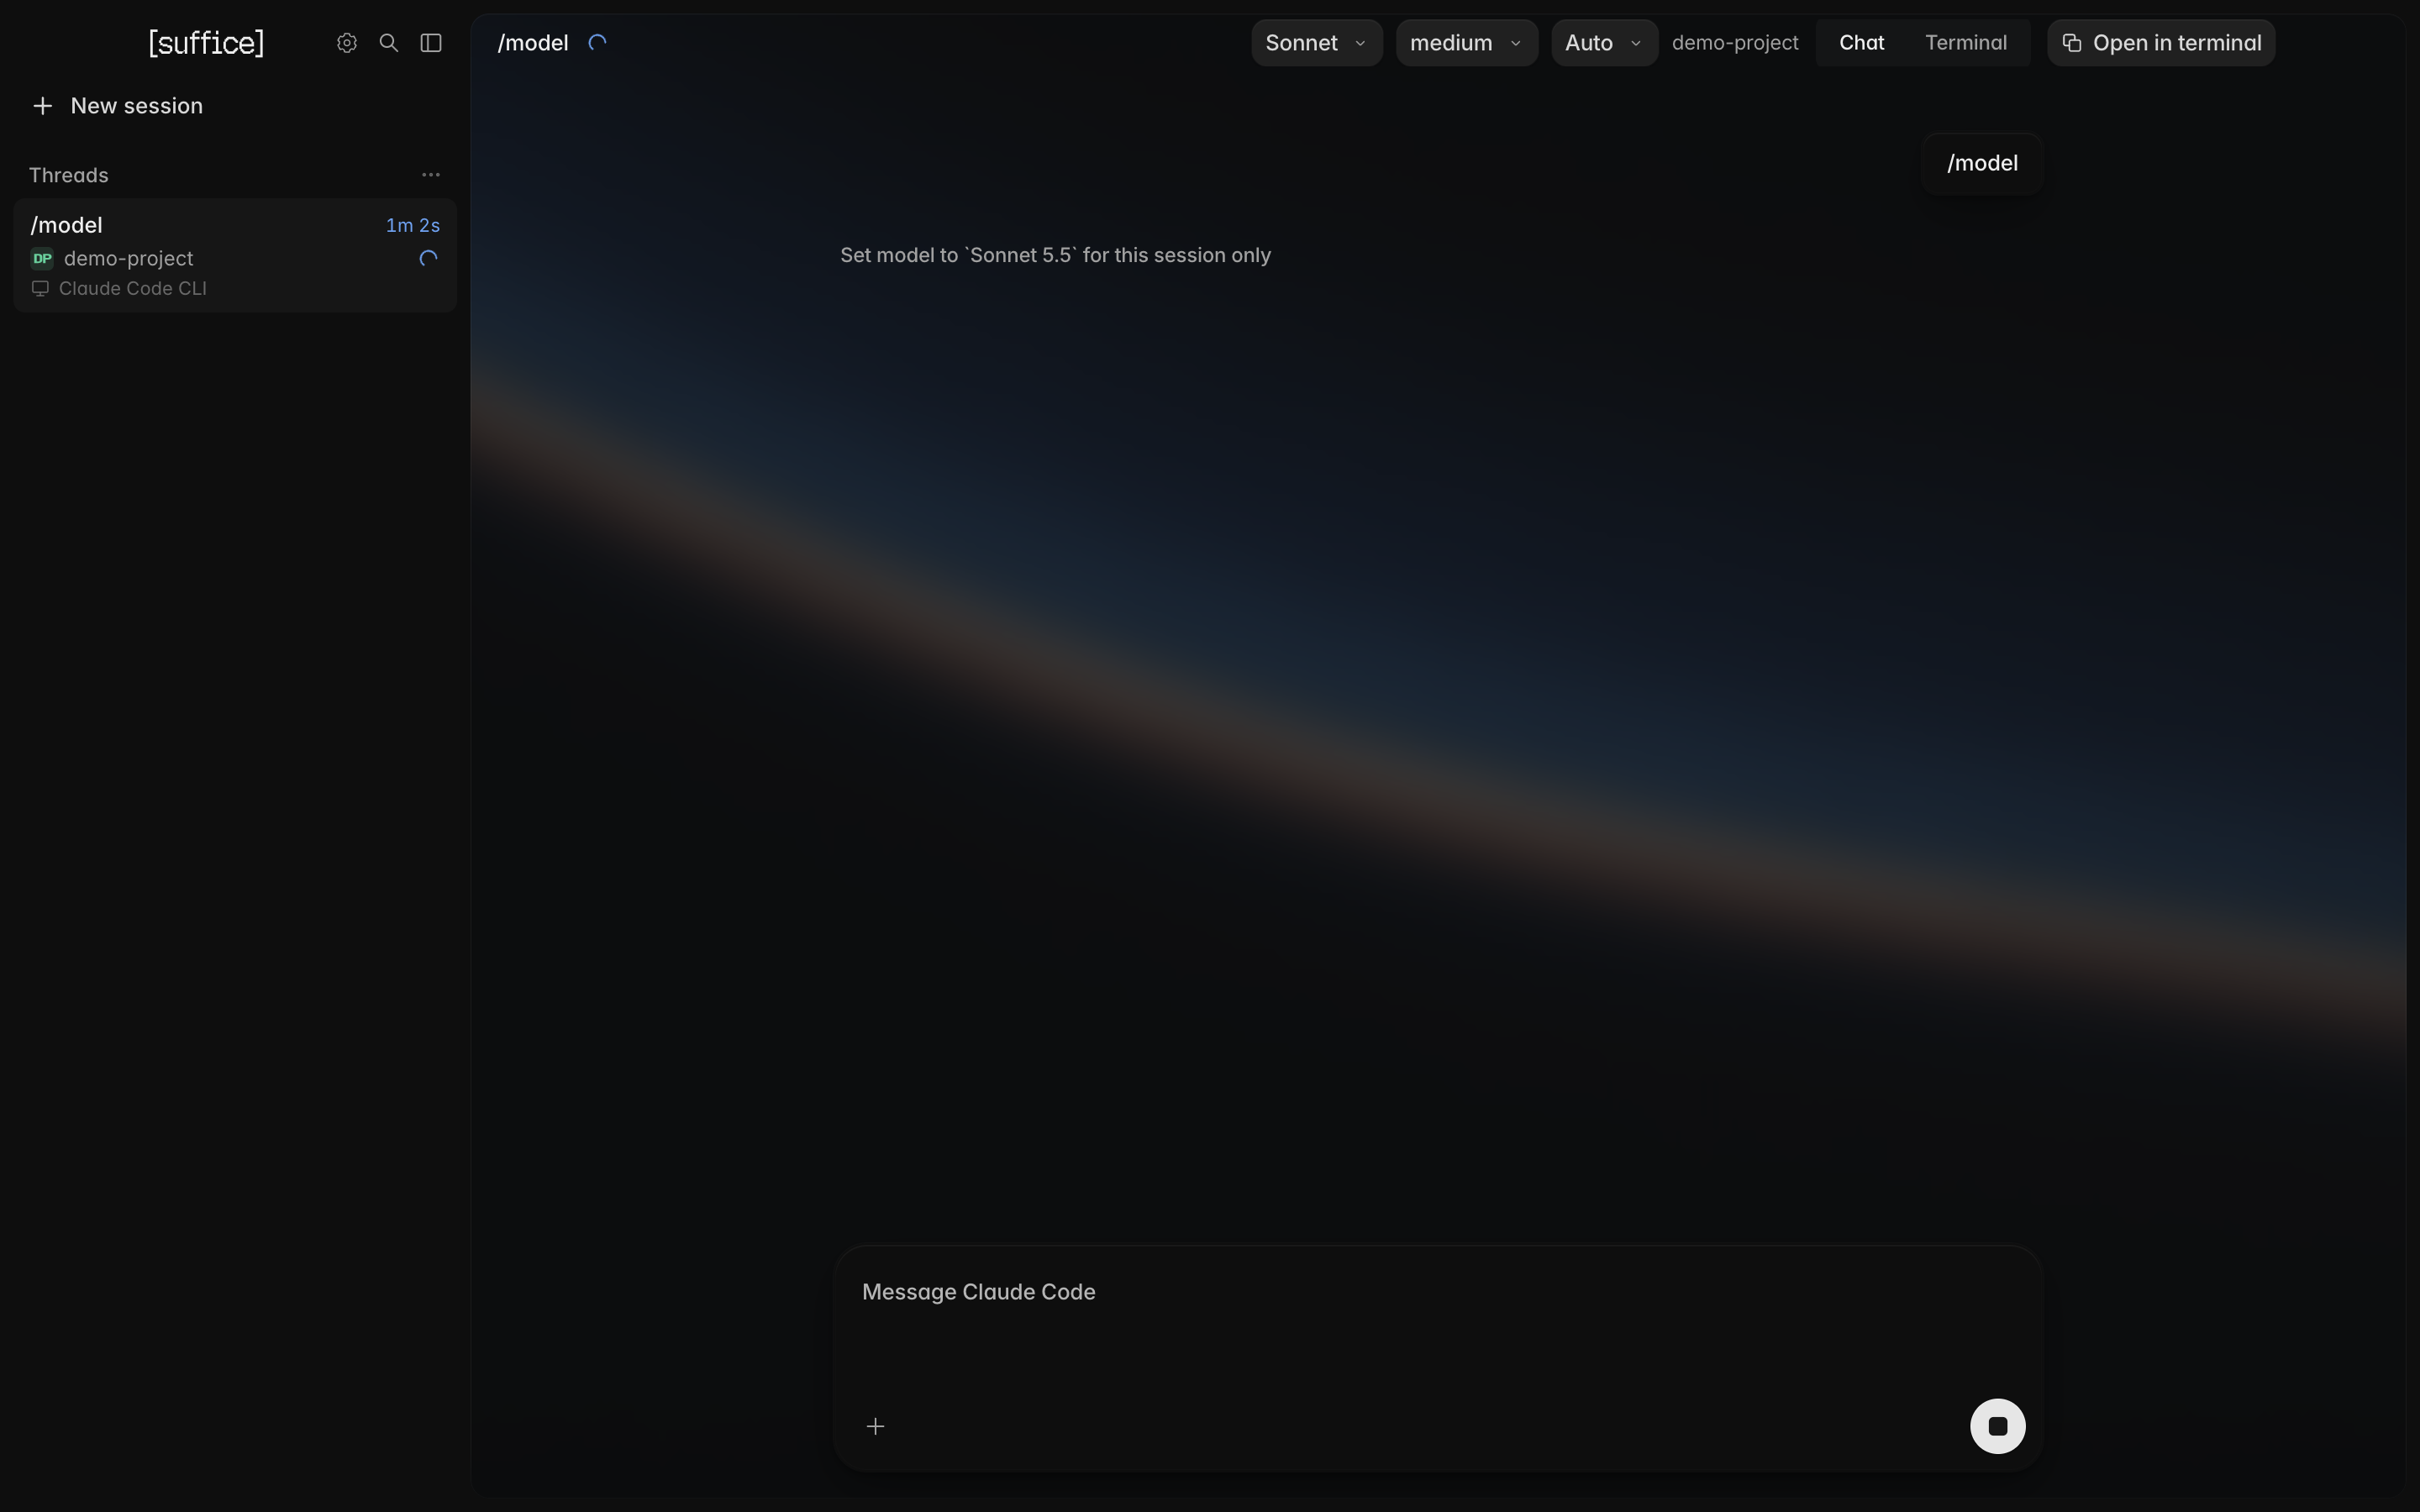 [suffice]
New session
Threads
/model 1m 2s
DP demo-project
Claude Code CLI
/model Sonnet medium Auto demo-project Chat Terminal Open in terminal
/model
Set model to `Sonnet 5.5` for this session only
Message Claude Code